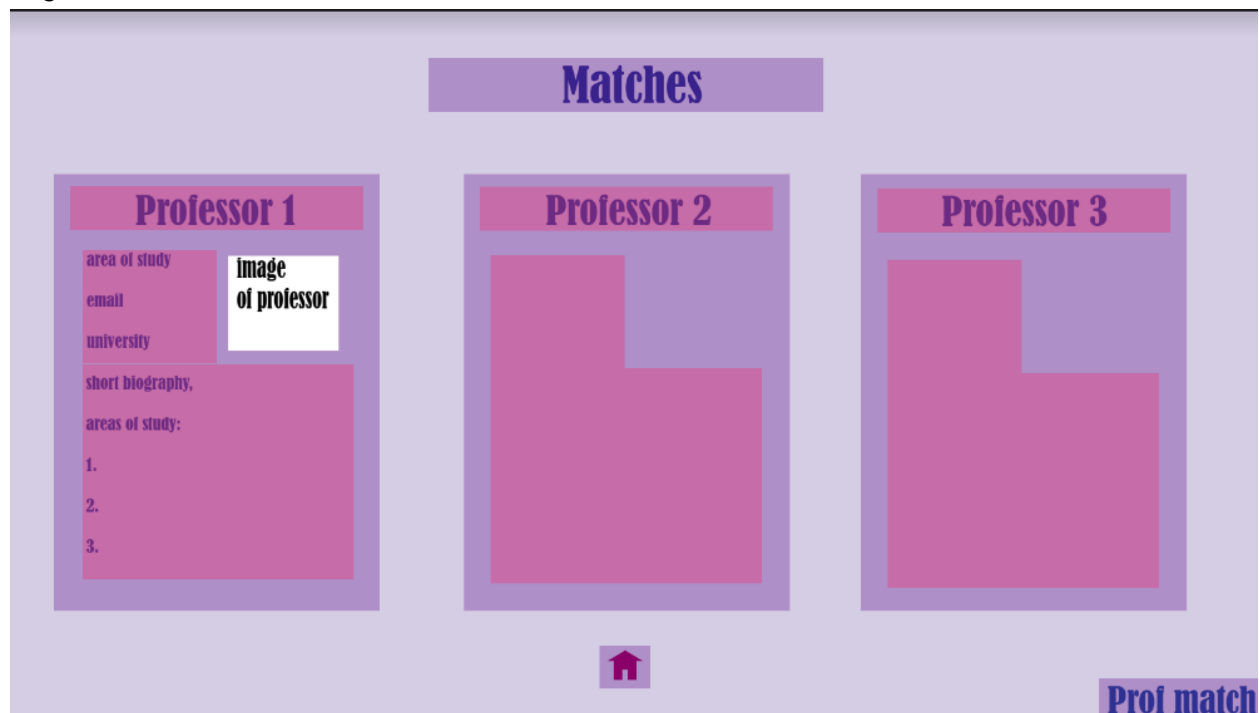 Matches
Professor 1
area of study
email
university
image
of professor
short biography,
areas of study:
1.
2.
3.
Professor 2
Professor 3
Prof match